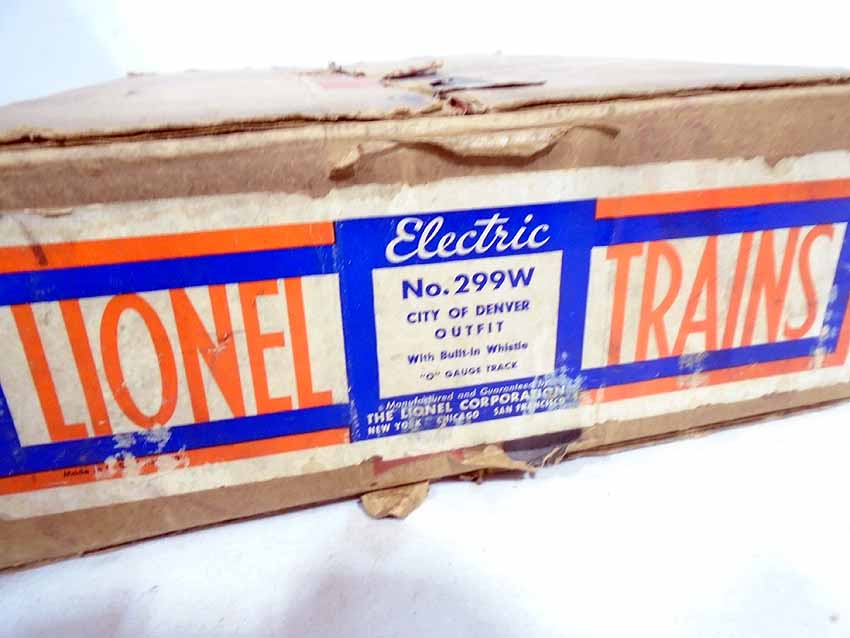 LIONEL
Electric
No. 299W
CITY OF DENVER
OUTFIT
With Built-in Whistle
"O" GAUGE TRACK
Manufactured and Guaranteed by
THE LIONEL CORPORATION
NEW YORK CHICAGO SAN FRANCISCO
TRAINS
Made